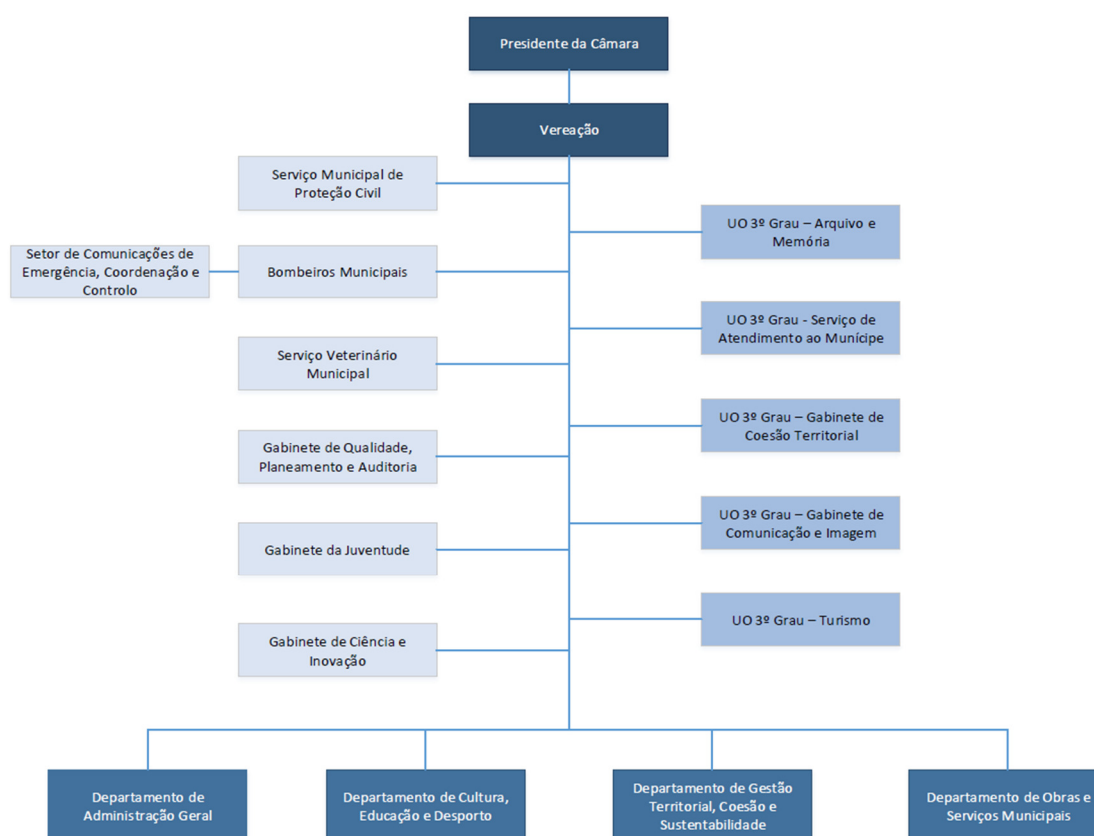 Presidente da Câmara
Vereação
Serviço Municipal de
Proteção Civil
UO 3º Grau – Arquivo e
Memória
Setor de Comunicações de
Emergência, Coordenação e
Controlo
Bombeiros Municipais
UO 3º Grau - Serviço de
Atendimento ao Munícipe
Serviço Veterinário
Municipal
UO 3º Grau – Gabinete de
Coesão Territorial
Gabinete de Qualidade,
Planeamento e Auditoria
UO 3º Grau – Gabinete de
Comunicação e Imagem
Gabinete da Juventude
UO 3º Grau – Turismo
Gabinete de Ciência e
Inovação
Departamento de
Administração Geral
Departamento de Cultura,
Educação e Desporto
Departamento de Gestão
Territorial, Coesão e
Sustentabilidade
Departamento de Obras e
Serviços Municipais